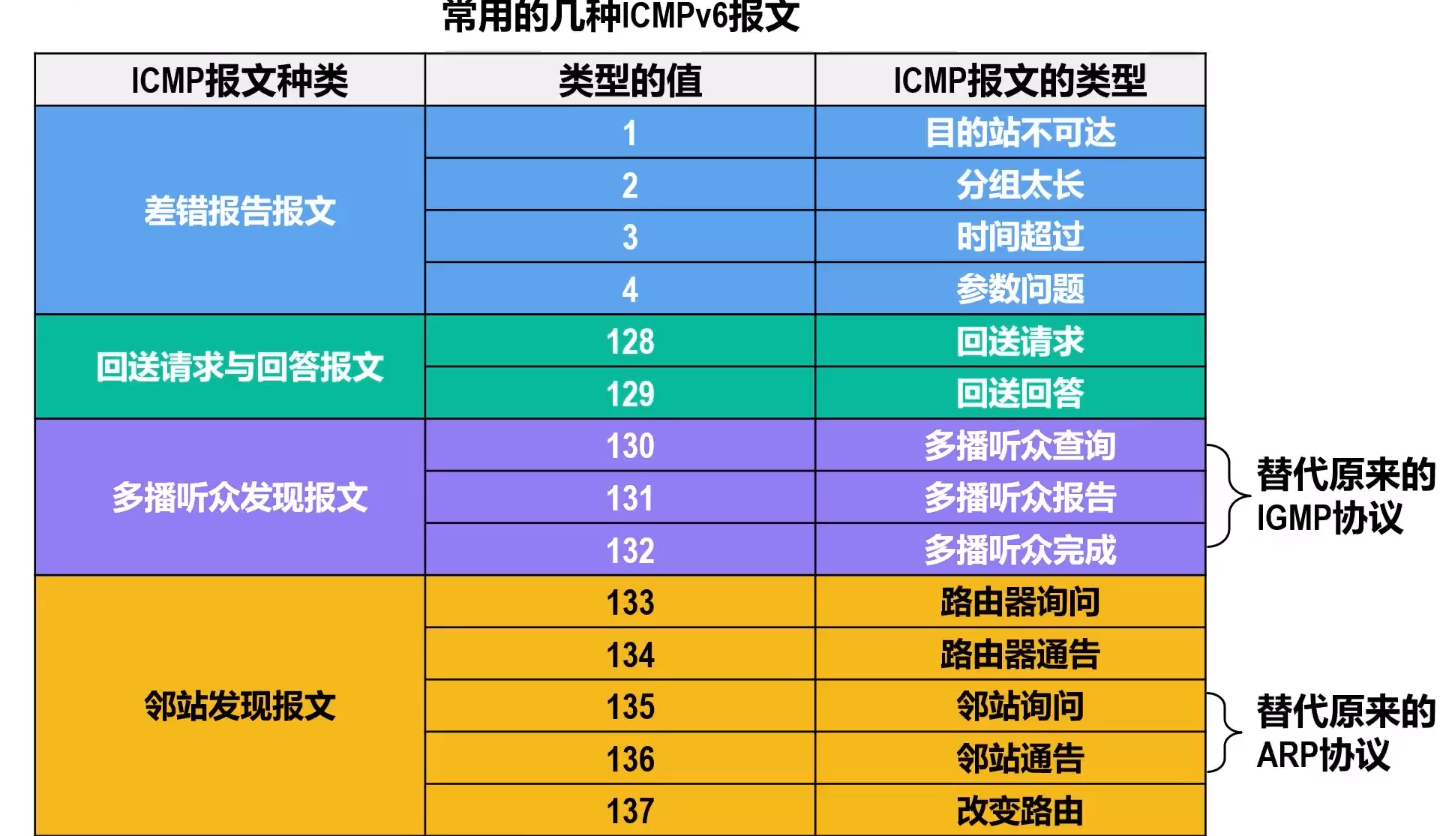 常用的几种ICMPv6报文
ICMP报文种类 类型的值 ICMP报文的类型
差错报告报文
1 目的站不可达
2 分组太长
3 时间超过
4 参数问题
回送请求与回答报文
128 回送请求
129 回送回答
多播听众发现报文
130 多播听众查询
131 多播听众报告
132 多播听众完成
替代原来的
IGMP协议
邻站发现报文
133 路由器询问
134 路由器通告
135 邻站询问
136 邻站通告
137 改变路由
替代原来的
ARP协议